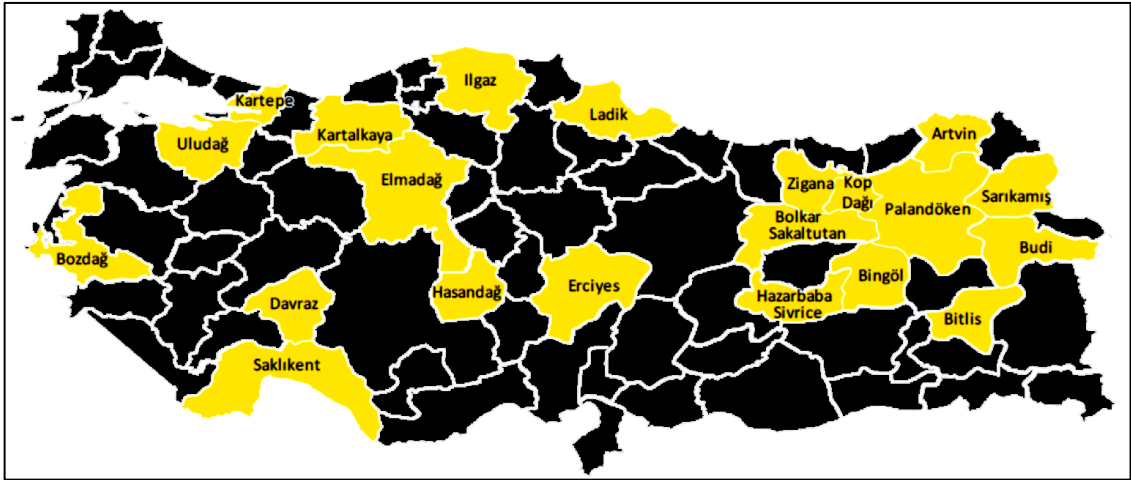 Ilgaz
Kartepe
Ladik
Kartalkaya
Artvin
Uludağ
Elmadağ
Zigana
Kop
Dağı
Sarıkamış
Palandöken
Bolkar
Sakaltutan
Budi
Bozdağ
Bingöl
Erciyes
Hasandağ
Davraz
Hazarbaba
Sivrice
Bitlis
Saklıkent